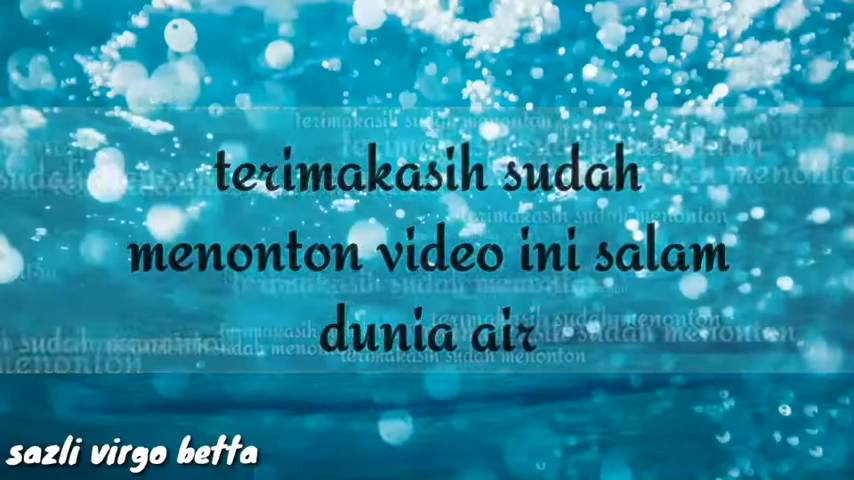 terimakasih sudah
menonton video ini salam
dunia air
sazli virgo betta